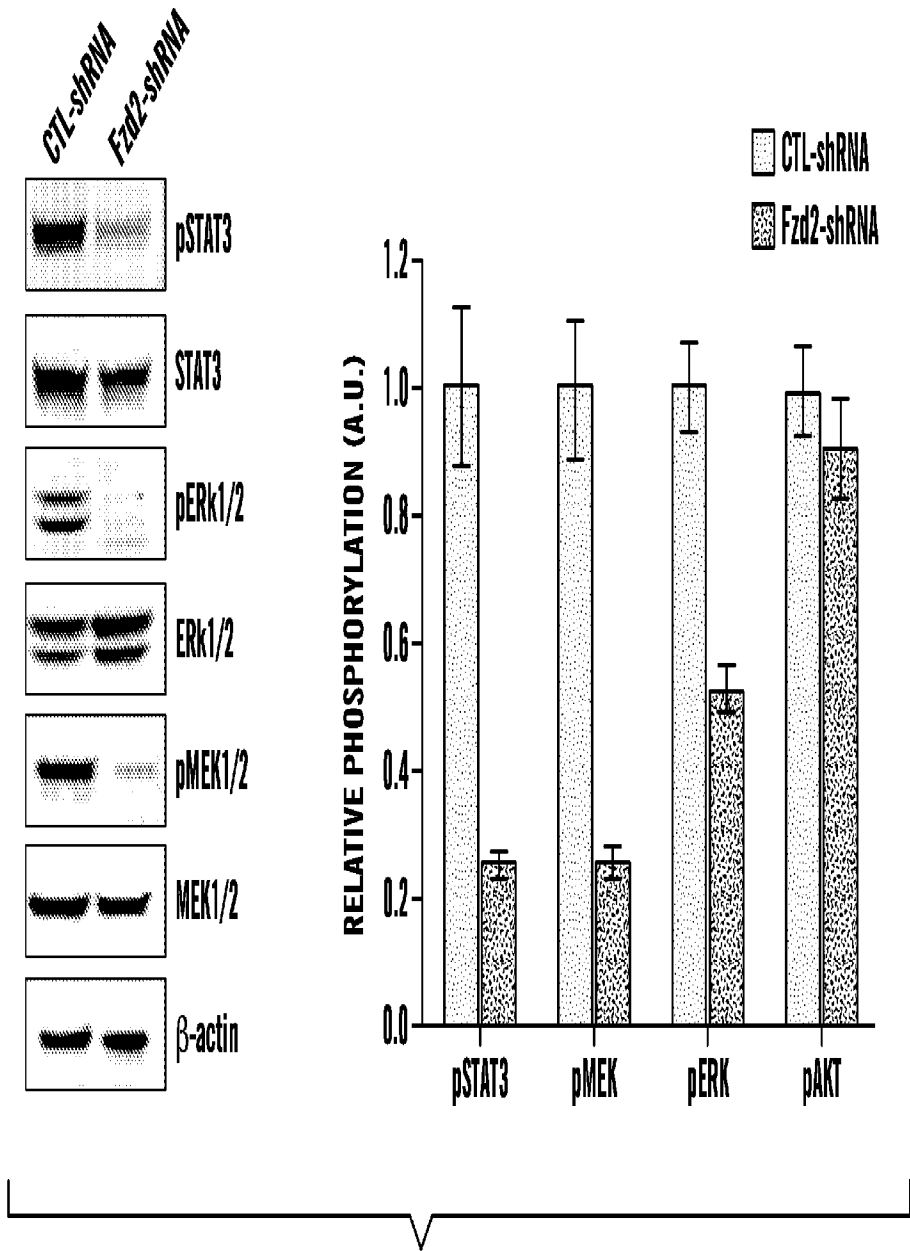 CTL-shRNA
Fzd2-shRNA
pSTAT3
STAT3
pERk1/2
ERk1/2
pMEK1/2
MEK1/2
β-actin
CTL-shRNA
Fzd2-shRNA
RELATIVE PHOSPHORYLATION (A.U.)
1.2
1.0
0.8
0.6
0.4
0.2
0.0
pSTAT3 pMEK pERK pAKT